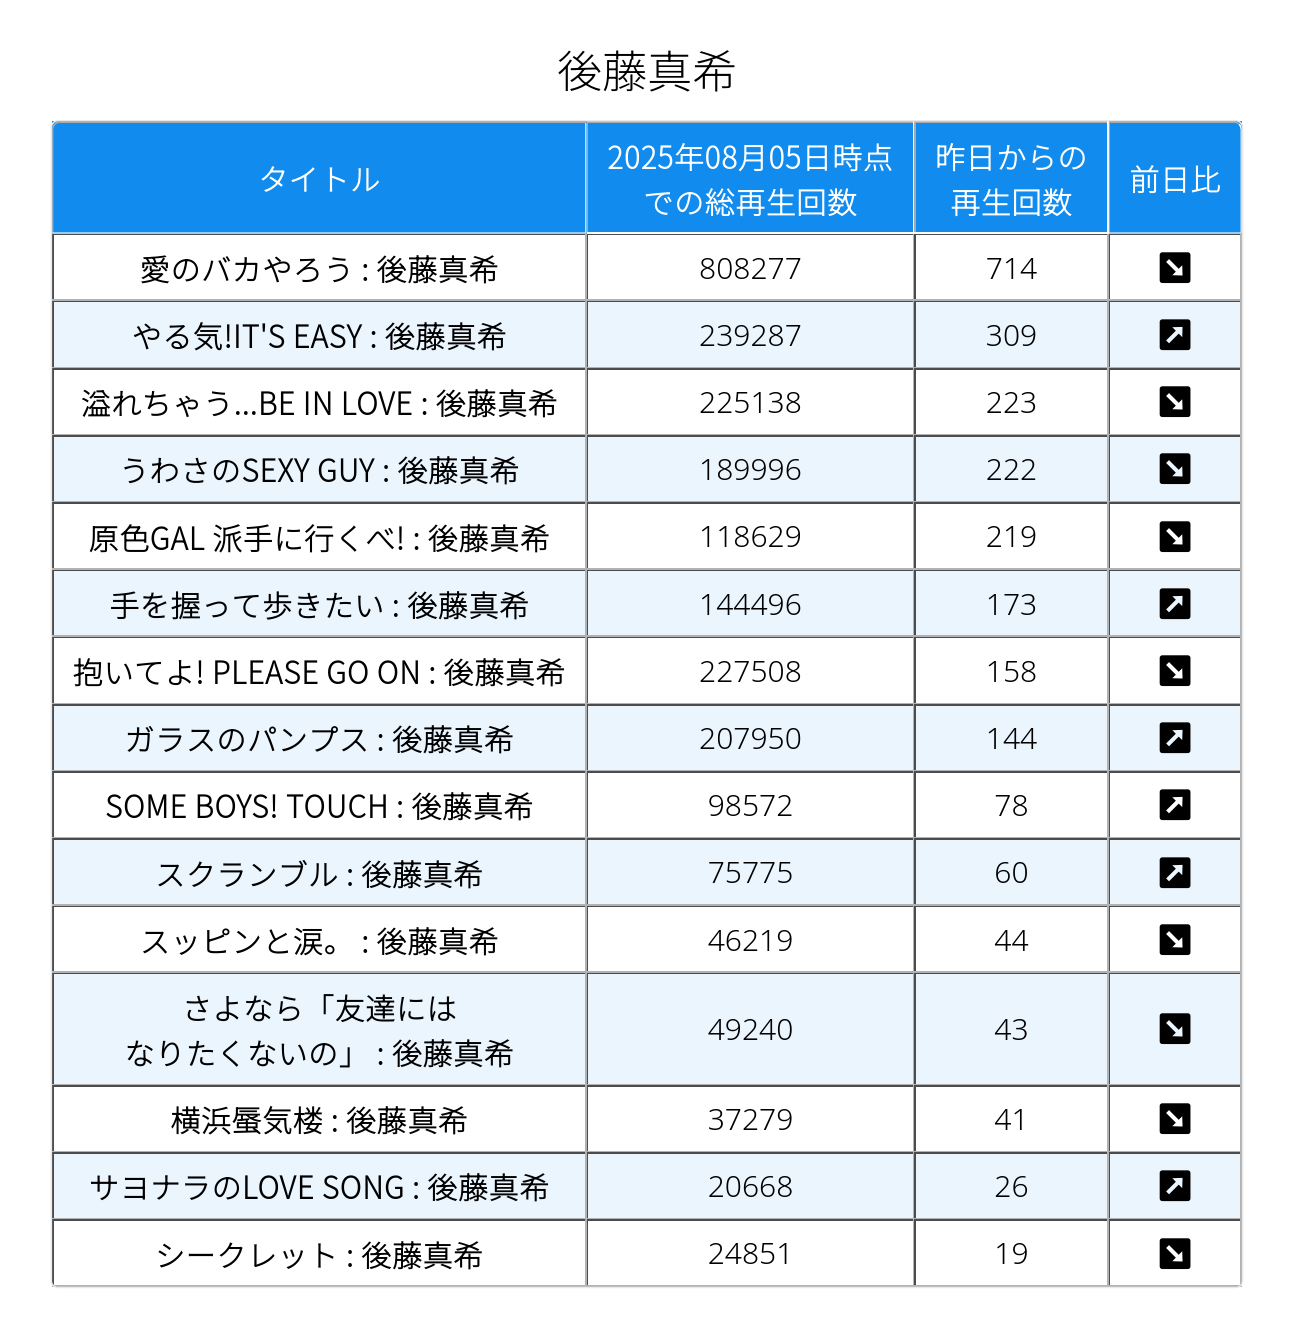 後藤真希
タイトル
2025年08月05日時点
での総再生回数
昨日からの
再生回数
前日比
愛のバカやろう : 後藤真希 808277 714 ↘
やる気!IT'S EASY : 後藤真希 239287 309 ↗
溢れちゃう...BE IN LOVE : 後藤真希 225138 223 ↘
うわさのSEXY GUY : 後藤真希 189996 222 ↘
原色GAL 派手に行くべ! : 後藤真希 118629 219 ↘
手を握って歩きたい : 後藤真希 144496 173 ↗
抱いてよ! PLEASE GO ON : 後藤真希 227508 158 ↘
ガラスのパンプス : 後藤真希 207950 144 ↗
SOME BOYS! TOUCH : 後藤真希 98572 78 ↗
スクランブル : 後藤真希 75775 60 ↗
スッピンと涙。 : 後藤真希 46219 44 ↘
さよなら「友達には
なりたくないの」 : 後藤真希 49240 43 ↘
横浜蜃気楼 : 後藤真希 37279 41 ↘
サヨナラのLOVE SONG : 後藤真希 20668 26 ↗
シークレット : 後藤真希 24851 19 ↘